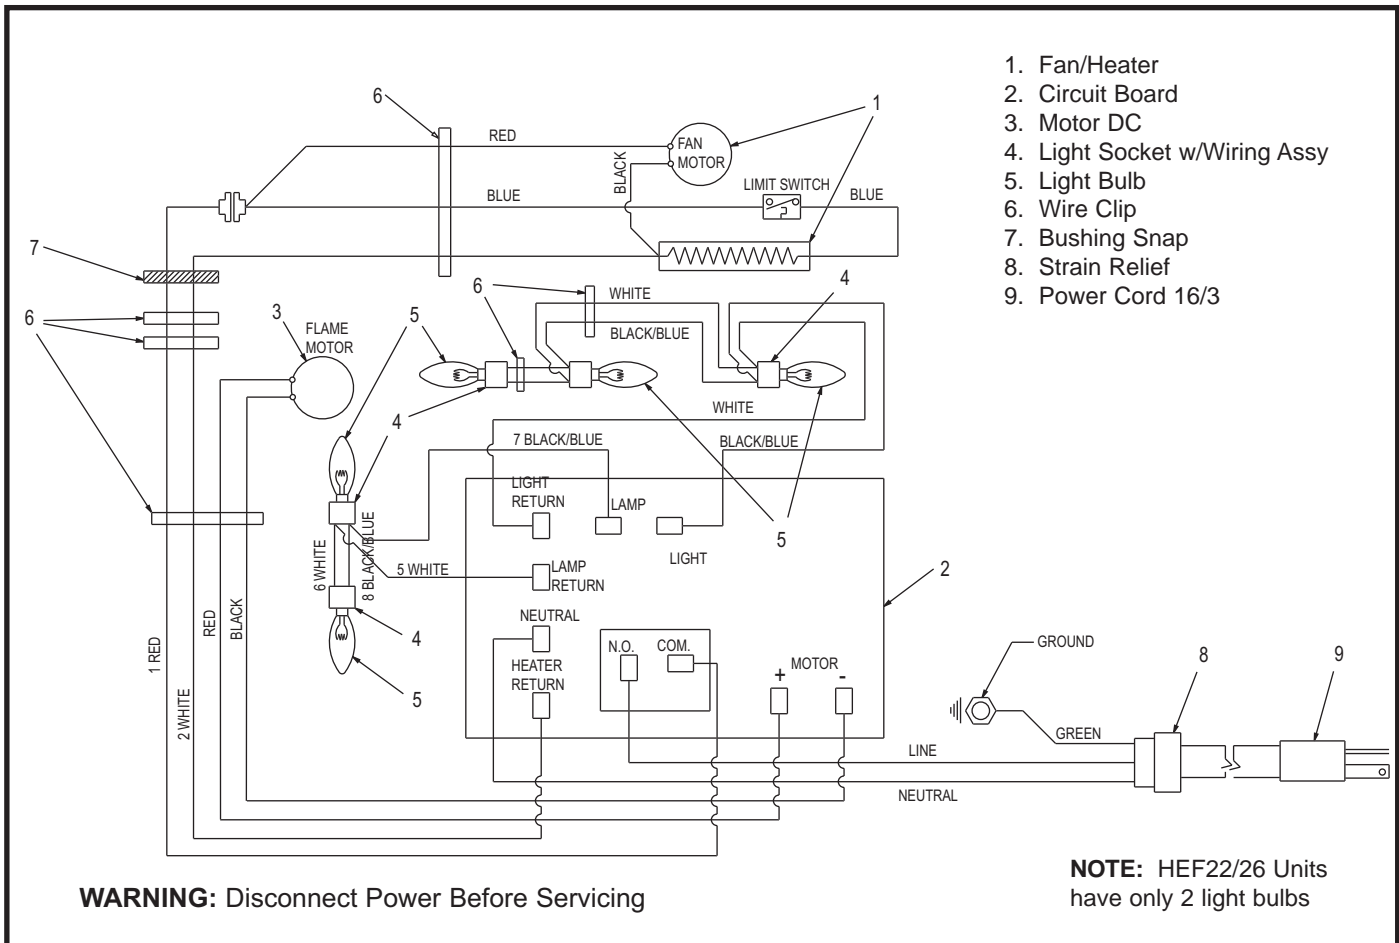 1. Fan/Heater
2. Circuit Board
3. Motor DC
4. Light Socket w/Wiring Assy
5. Light Bulb
6. Wire Clip
7. Bushing Snap
8. Strain Relief
9. Power Cord 16/3
6
1
RED
FAN
MOTOR
BLACK
LIMIT SWITCH
BLUE
BLUE
7
6
3
FLAME
MOTOR
5
6
WHITE
4
BLACK/BLUE
4
WHITE
7 BLACK/BLUE
BLACK/BLUE
LIGHT
RETURN
LAMP
LIGHT
5
6 WHITE
8 BLACK/BLUE
5 WHITE
LAMP
RETURN
2
NEUTRAL
4
HEATER
RETURN
N.O.
COM.
MOTOR
+
-
5
1 RED
2 WHITE
RED
BLACK
GROUND
8
9
GREEN
LINE
NEUTRAL
WARNING: Disconnect Power Before Servicing
NOTE: HEF22/26 Units
have only 2 light bulbs